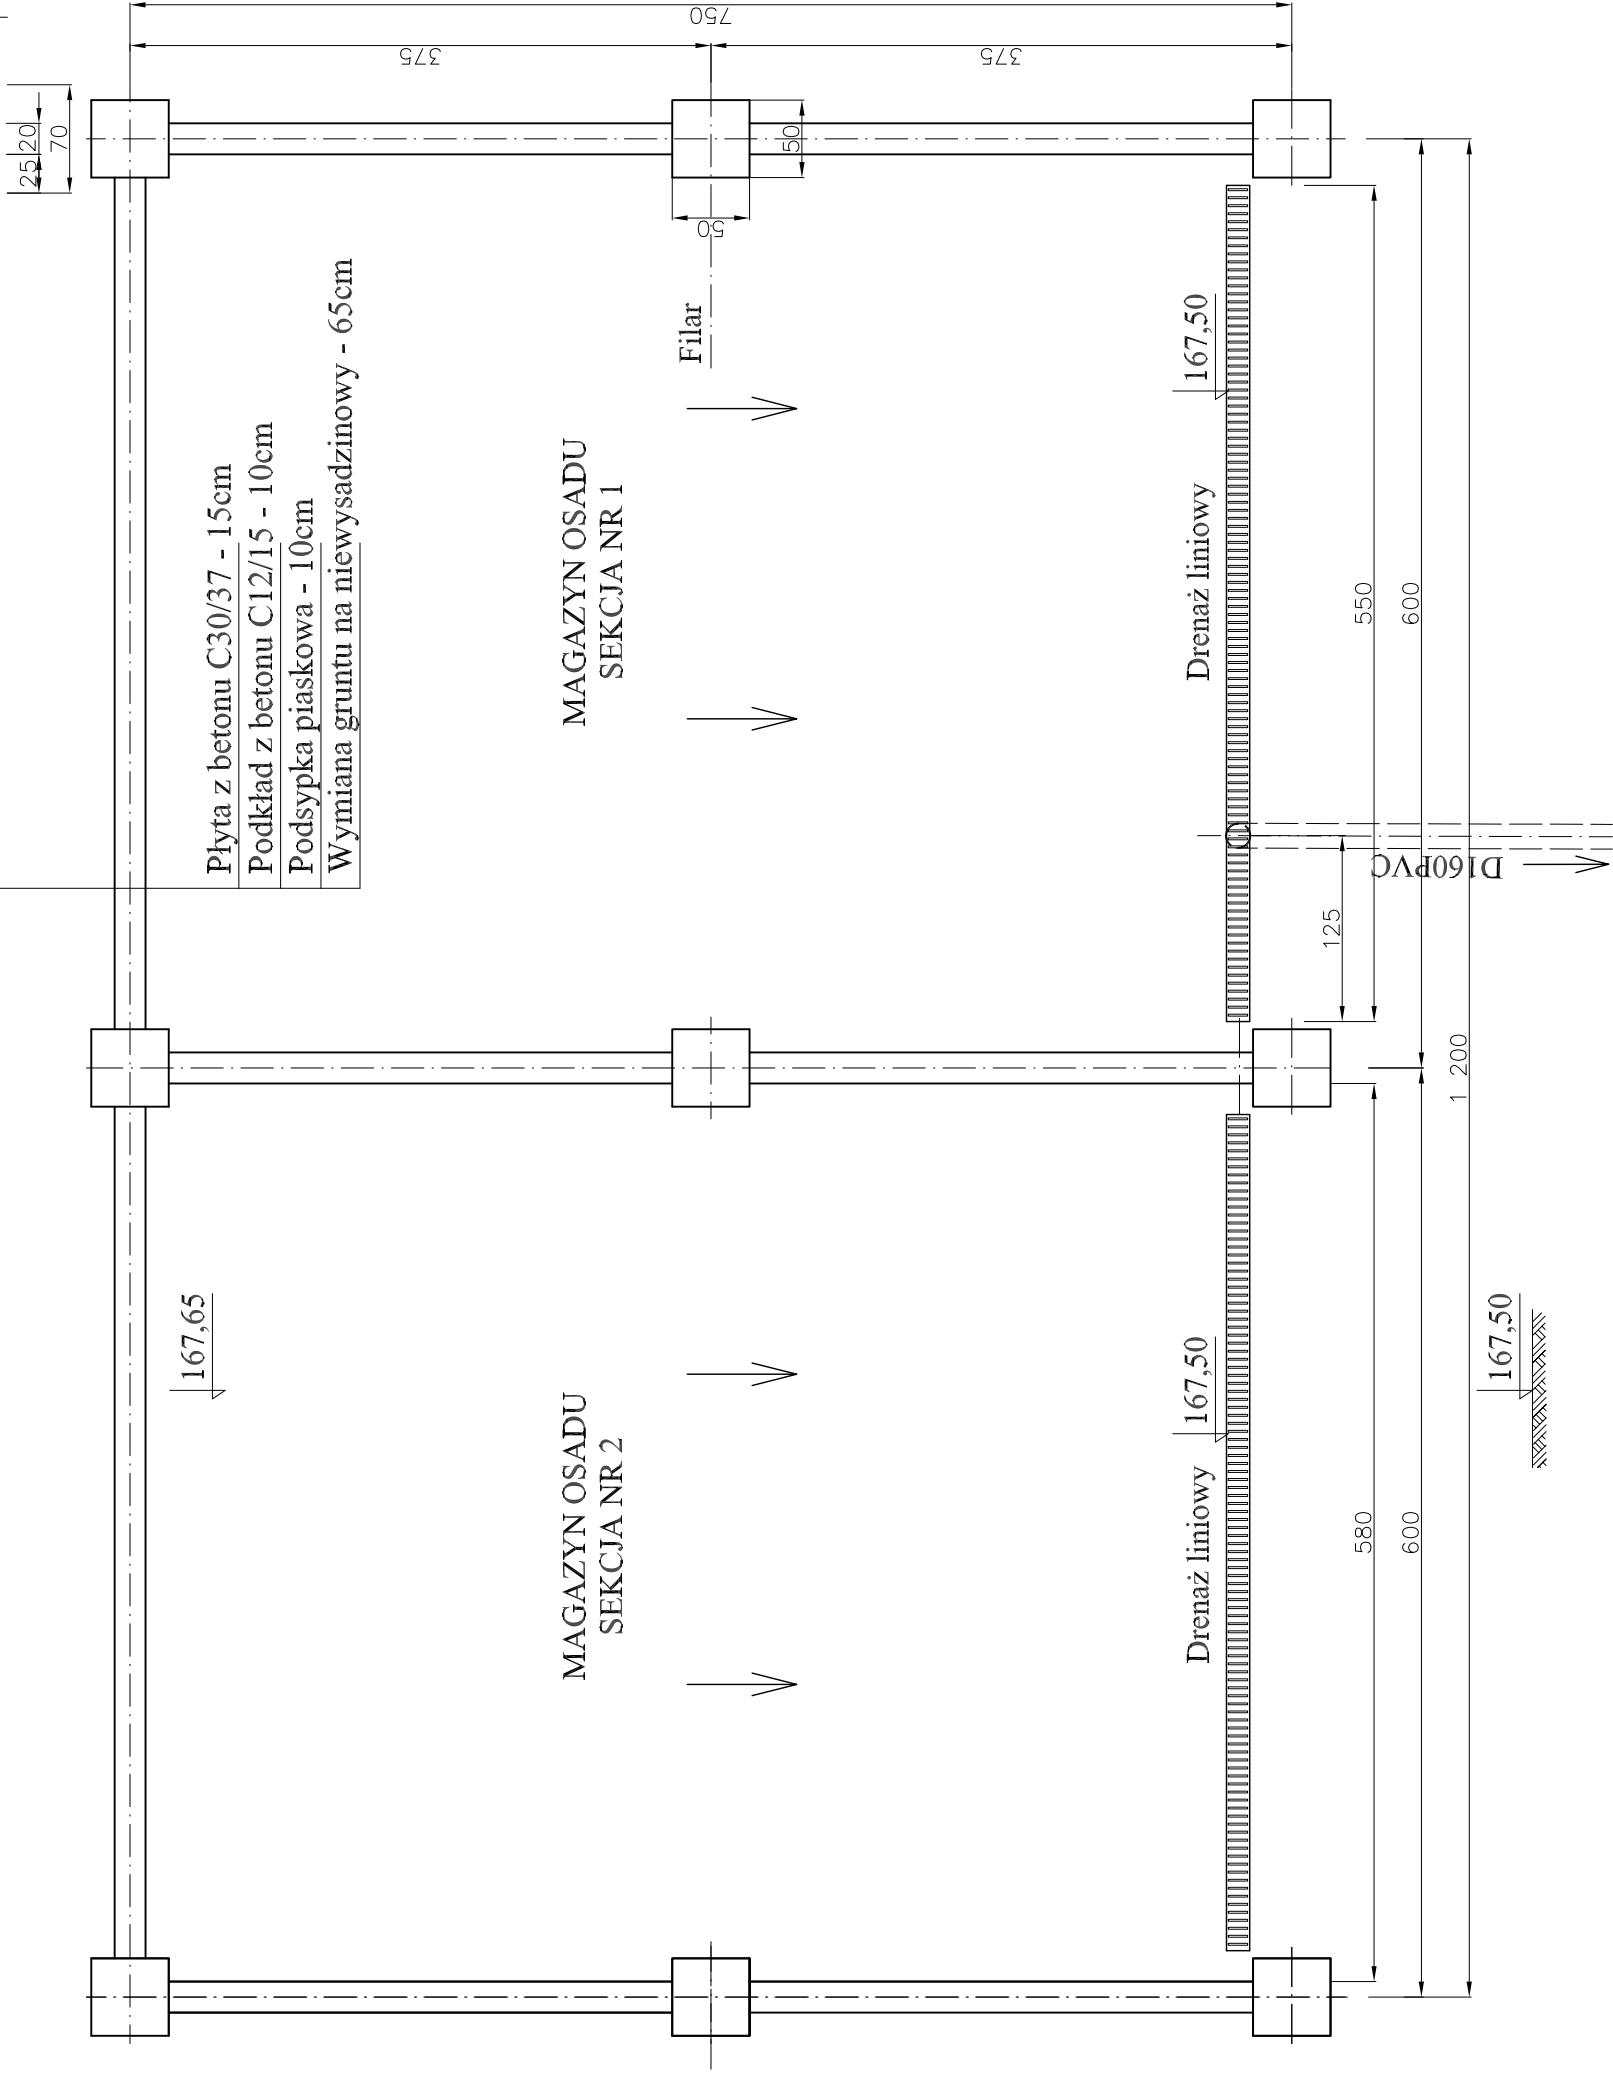 750
375
375
25
20
70
50
50
Płyta z betonu C30/37 - 15cm
Podkład z betonu C12/15 - 10cm
Podsypka piaskowa - 10cm
Wymiana gruntu na niewysadzinowy - 65cm
Filar
MAGAZYN OSADU
SEKCJA NR 1
Drenaż liniowy
167,50
550
600
125
D160PVC
1 200
167,65
MAGAZYN OSADU
SEKCJA NR 2
Drenaż liniowy
167,50
580
600
167,50